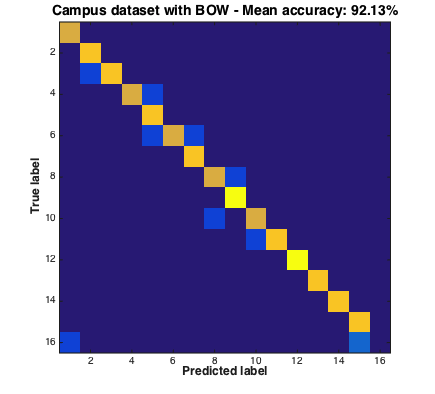 Campus dataset with BOW - Mean accuracy: 92.13%
2
4
6
8
10
12
14
16
True label
2 4 6 8 10 12 14 16
Predicted label